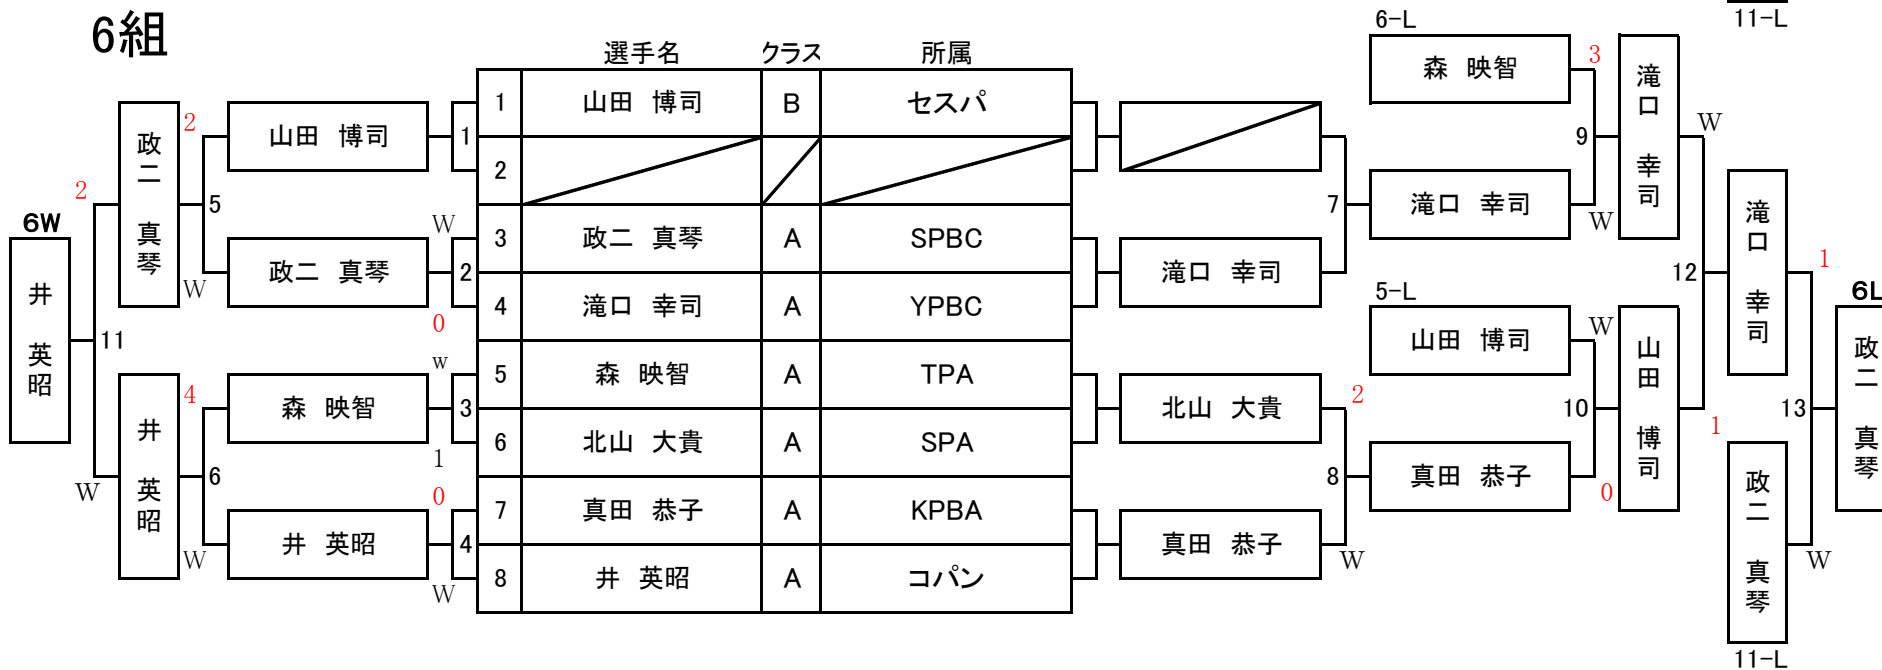 6組
11-L
選手名 クラス 所属
1 山田 博司 B セスパ
2
3 政二 真琴 A SPBC
4 滝口 幸司 A YPBC
5 森 映智 A TPA
6 北山 大貴 A SPA
7 真田 恭子 A KPBA
8 井 英昭 A コパン
6W
井 英昭
11
2
W
政二 真琴
井 英昭
2
5
W
4
6
W
山田 博司
政二 真琴
森 映智
井 英昭
1
W
2
0
w
3
1
0
4
W
滝口 幸司
北山 大貴
真田 恭子
7
2
8
W
6-L
森 映智
滝口 幸司
5-L
山田 博司
真田 恭子
3
9
W
W
10
0
滝口 幸司
山田 博司
W
12
1
滝口 幸司
政二 真琴
11-L
1
13
W
6L
政二 真琴